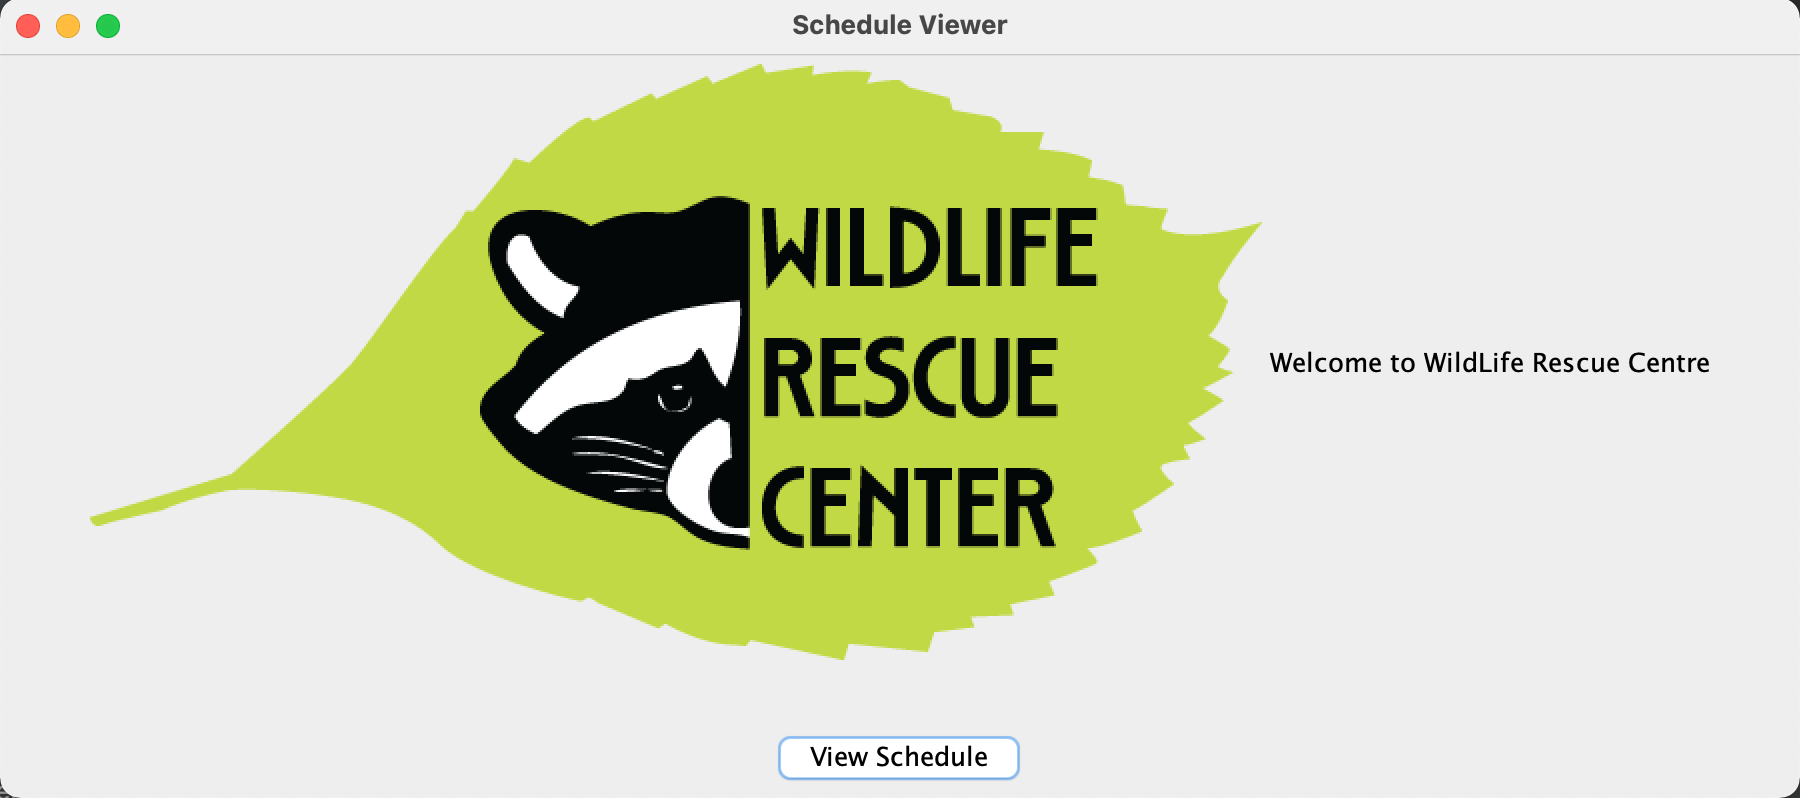 Schedule Viewer
WILDLIFE
RESCUE
CENTER
Welcome to WildLife Rescue Centre
View Schedule